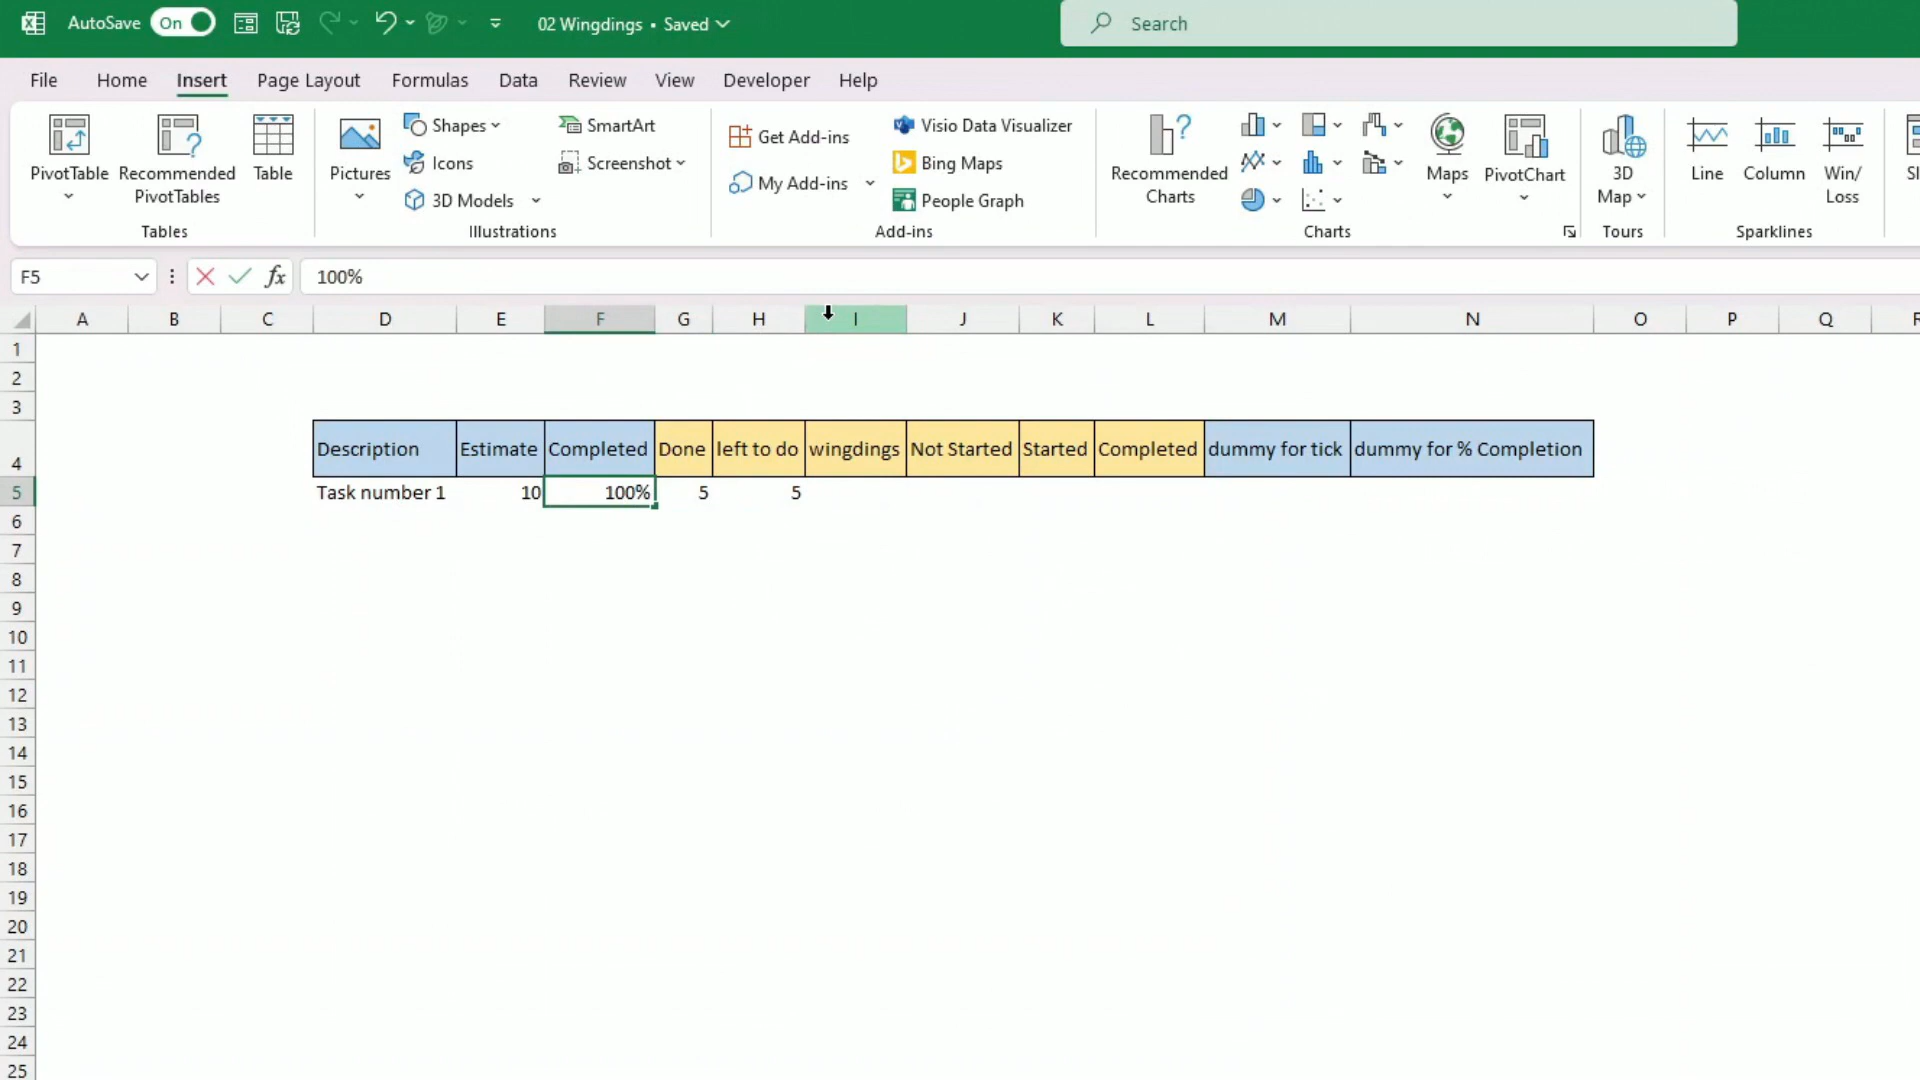 AutoSave On 02 Wingdings • Saved Search
File Home Insert Page Layout Formulas Data Review View Developer Help
PivotTable
Recommended
PivotTables
Table
Tables
Pictures
Shapes
Icons
3D Models
SmartArt
Screenshot
Illustrations
Get Add-ins
My Add-ins
Visio Data Visualizer
Bing Maps
People Graph
Add-ins
Recommended
Charts
Maps
PivotChart
Charts
3D
Map
Tours
Line
Column
Win/
Loss
Sparklines
F5 fx 100%
A B C D E F G H I J K L M N O P Q
1
2
3
4 Description Estimate Completed Done left to do wingdings Not Started Started Completed dummy for tick dummy for % Completion
5 Task number 1 10 100% 5 5
6
7
8
9
10
11
12
13
14
15
16
17
18
19
20
21
22
23
24
25